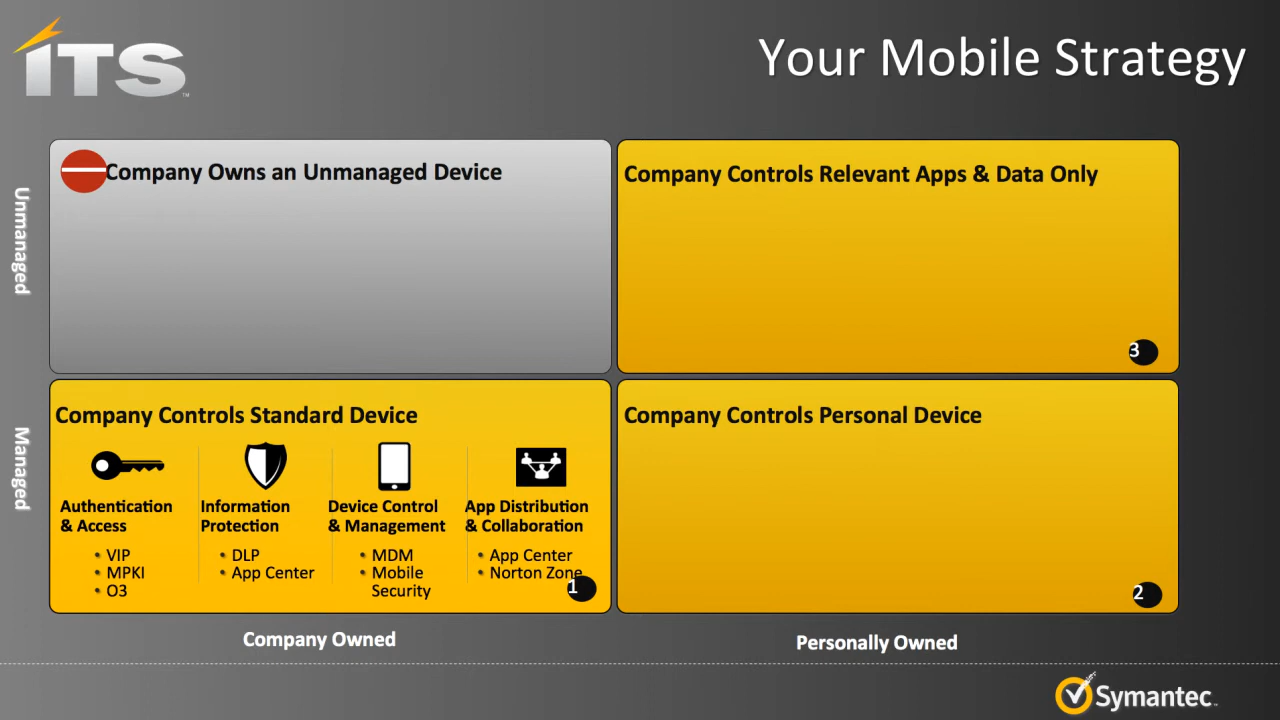 iTS™
Your Mobile Strategy
Unmanaged
Company Owns an Unmanaged Device
Company Controls Relevant Apps & Data Only
3
Managed
Company Controls Standard Device
Authentication
& Access
• VIP
• MPKI
• O3
Information
Protection
• DLP
• App Center
Device Control
& Management
• MDM
• Mobile
Security
App Distribution
& Collaboration
• App Center
• Norton Zone
1
Company Controls Personal Device
2
Company Owned
Personally Owned
Symantec™